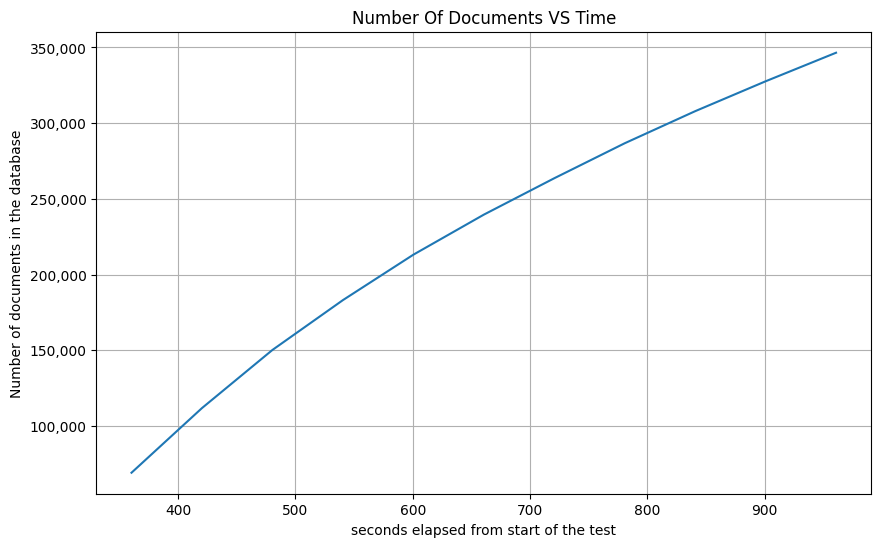 Number Of Documents VS Time
350,000
300,000
250,000
200,000
150,000
100,000
Number of documents in the database
400 500 600 700 800 900
seconds elapsed from start of the test